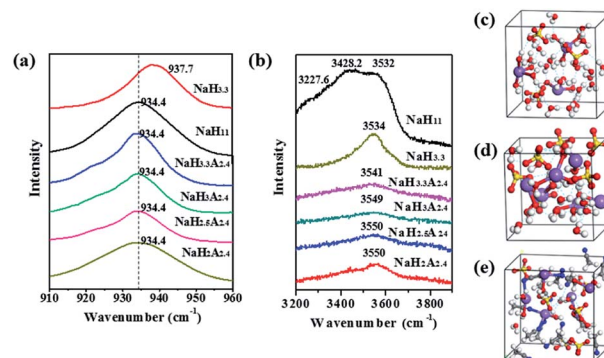 (a)
937.7
NaH3.3
934.4
NaH11
934.4
NaH3.3A2.4
934.4
NaH3A2.4
934.4
NaH2.5A2.4
934.4
NaH2A2.4
Intensity
910 920 930 940 950 960
Wavenumber (cm-1)
(b)
3428.2 3532
3227.6
NaH11
3534
NaH3.3
3541
NaH3.3A2.4
3549
NaH3A2.4
3550
NaH2.5A24
3550
NaH2A2.4
Intensity
3200 3400 3600 3800
Wavenumber (cm-1)
(c)
(d)
(e)